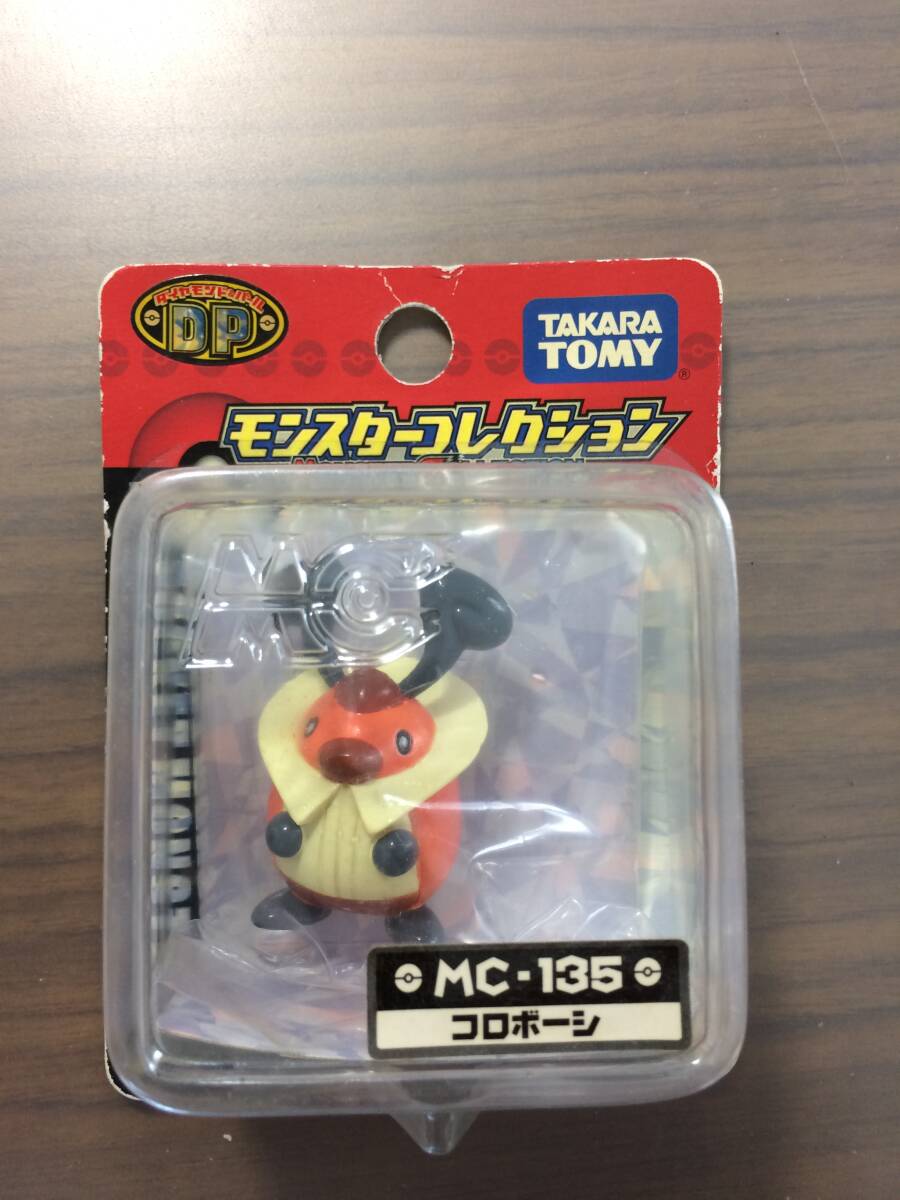 ダイヤモンド・パール
DP
TAKARA
TOMY
®
モンスターコレクション
MC
MC-135
コロボーシ